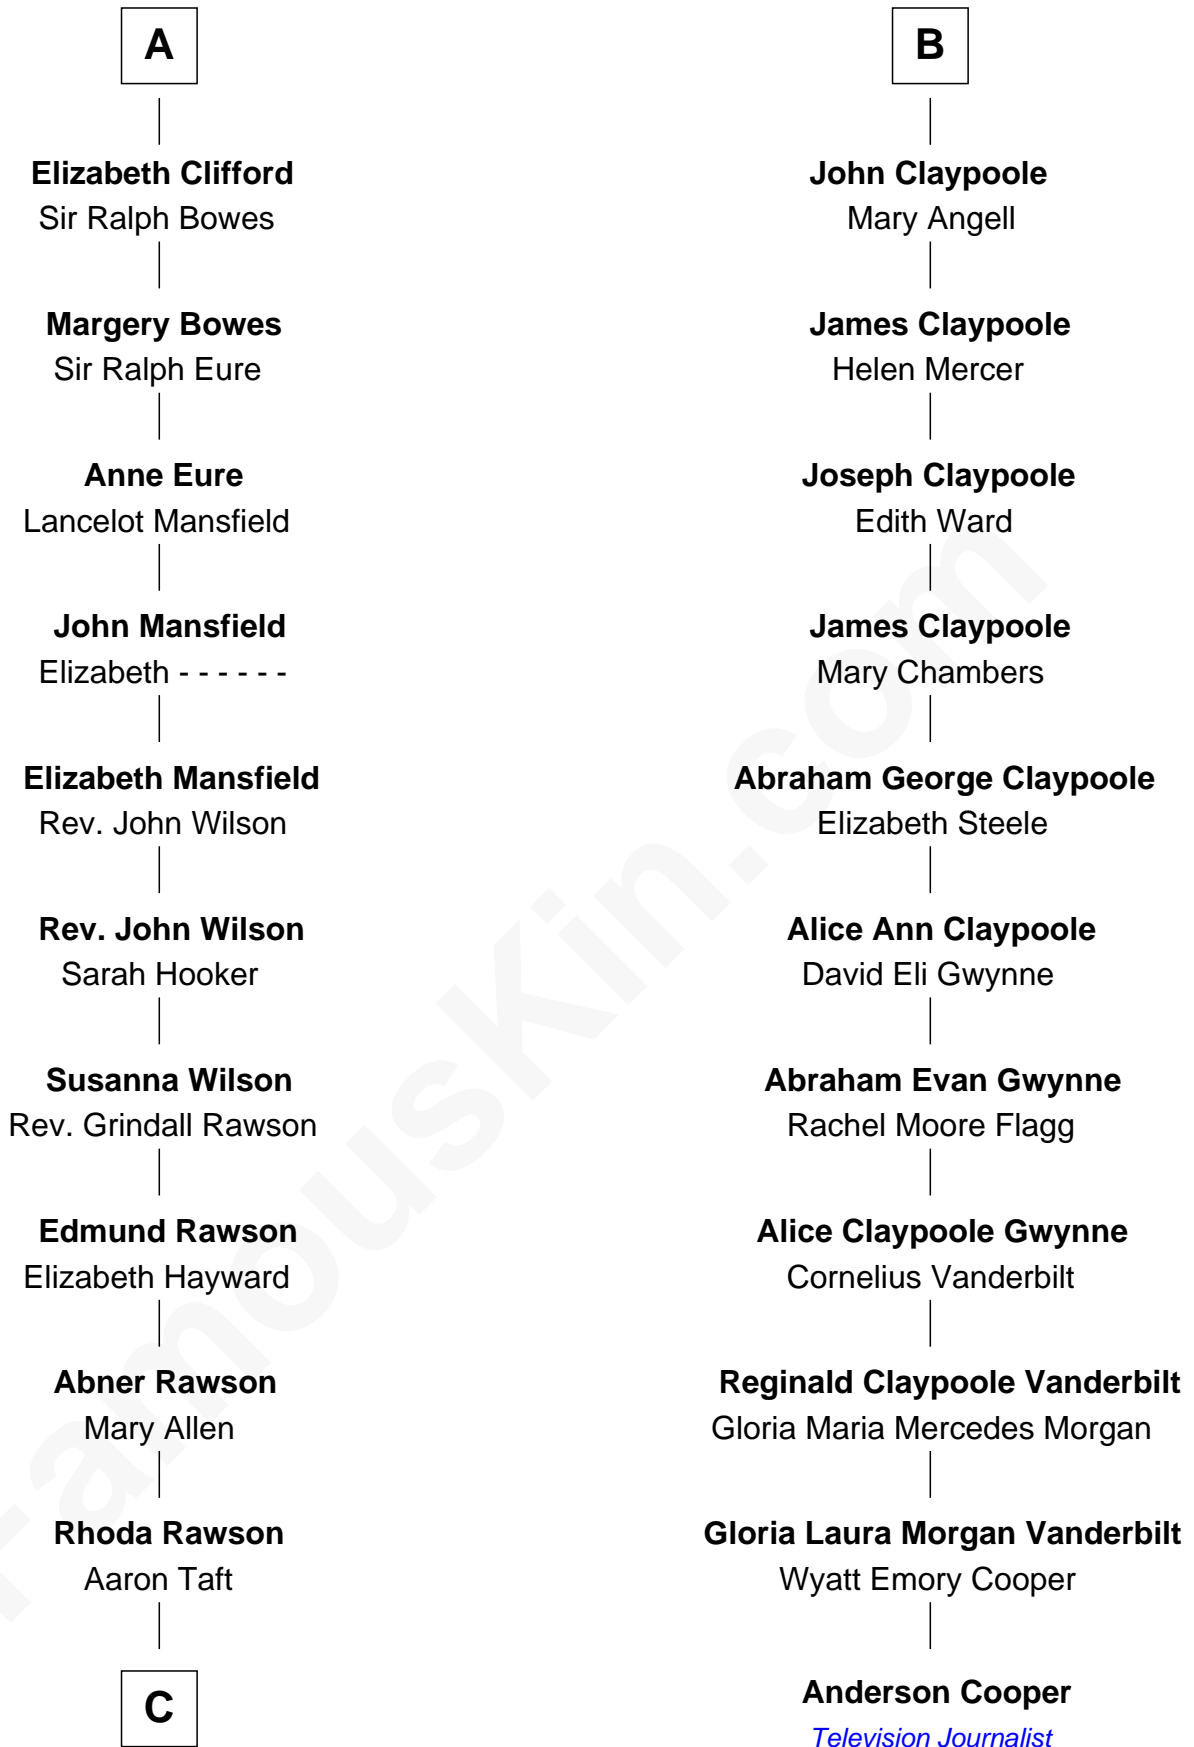 A
Elizabeth Clifford
Sir Ralph Bowes
Margery Bowes
Sir Ralph Eure
Anne Eure
Lancelot Mansfield
John Mansfield
Elizabeth - - - - - -
Elizabeth Mansfield
Rev. John Wilson
Rev. John Wilson
Sarah Hooker
Susanna Wilson
Rev. Grindall Rawson
Edmund Rawson
Elizabeth Hayward
Abner Rawson
Mary Allen
Rhoda Rawson
Aaron Taft
C
B
John Claypoole
Mary Angell
James Claypoole
Helen Mercer
Joseph Claypoole
Edith Ward
James Claypoole
Mary Chambers
Abraham George Claypoole
Elizabeth Steele
Alice Ann Claypoole
David Eli Gwynne
Abraham Evan Gwynne
Rachel Moore Flagg
Alice Claypoole Gwynne
Cornelius Vanderbilt
Reginald Claypoole Vanderbilt
Gloria Maria Mercedes Morgan
Gloria Laura Morgan Vanderbilt
Wyatt Emory Cooper
Anderson Cooper
Television Journalist
FamousKin.com